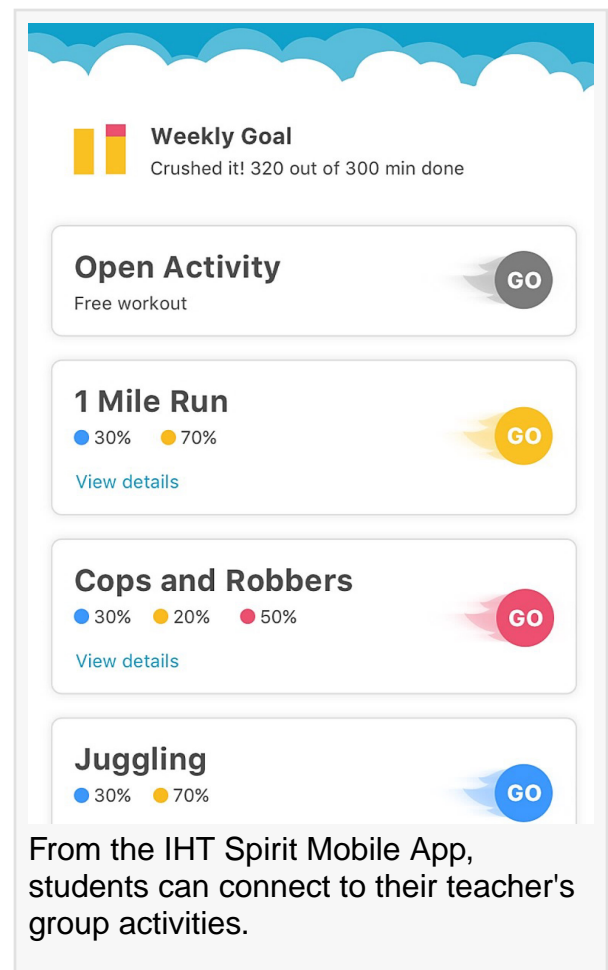 Weekly Goal
Crushed it! 320 out of 300 min done
Open Activity
Free workout
GO
1 Mile Run
30% 70%
GO
View details
Cops and Robbers
30% 20% 50%
GO
View details
Juggling
30% 70%
GO
From the IHT Spirit Mobile App,
students can connect to their teacher's
group activities.